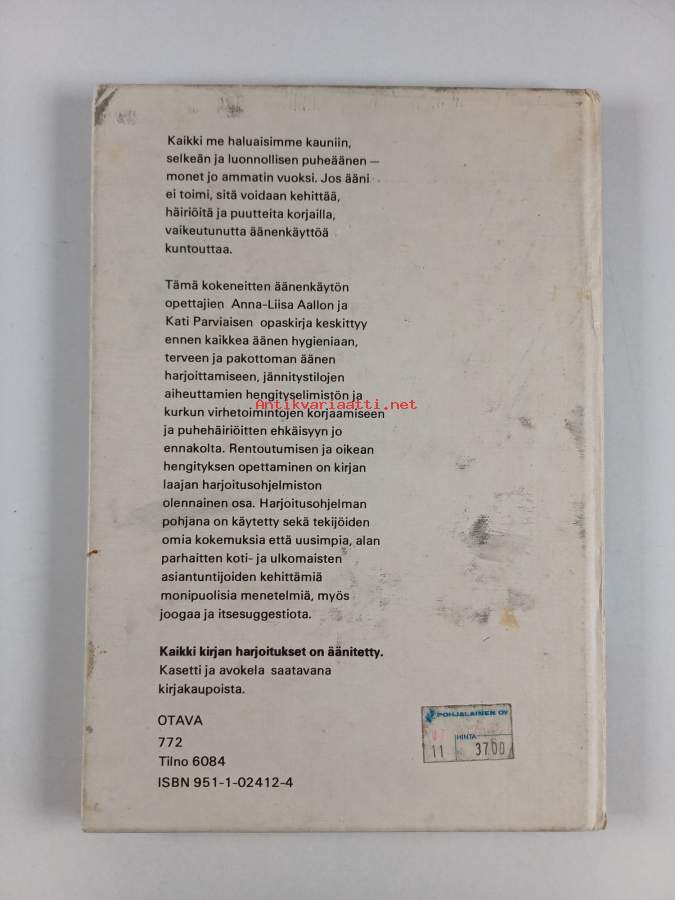 Kaikki me haluaisimme kauniin,
selkeän ja luonnollisen puheäänen —
monet jo ammatin vuoksi. Jos ääni
ei toimi, sitä voidaan kehittää,
häiriöitä ja puutteita korjailla,
vaikeutunutta äänenkäyttöä
kuntouttaa.
Tämä kokeneitten äänenkäytön
opettajien Anna-Liisa Aallon ja
Kati Parviaisen opaskirja keskittyy
ennen kaikkea äänen hygieniaan,
terveen ja pakottoman äänen
harjoittamiseen, jännitystilojen
aiheuttamien hengityselimistön ja
Antikvariaatti.net
kurkun virhetoimintojen korjaamiseen
ja puhehäiriöitten ehkäisyyn jo
ennakolta. Rentoutumisen ja oikean
hengityksen opettaminen on kirjan
laajan harjoitusohjelmiston
olennainen osa. Harjoitusohjelman
pohjana on käytetty sekä tekijöiden
omia kokemuksia että uusimpia, alan
parhaitten koti- ja ulkomaisten
asiantuntijoiden kehittämiä
monipuolisia menetelmiä, myös
joogaa ja itsesuggestiota.
Kaikki kirjan harjoitukset on äänitetty.
Kasetti ja avokela saatavana
kirjakaupoista.
OTAVA
772
Tilno 6084
ISBN 951-1-02412-4
POHJALAINEN OY
HINTA
11 3700